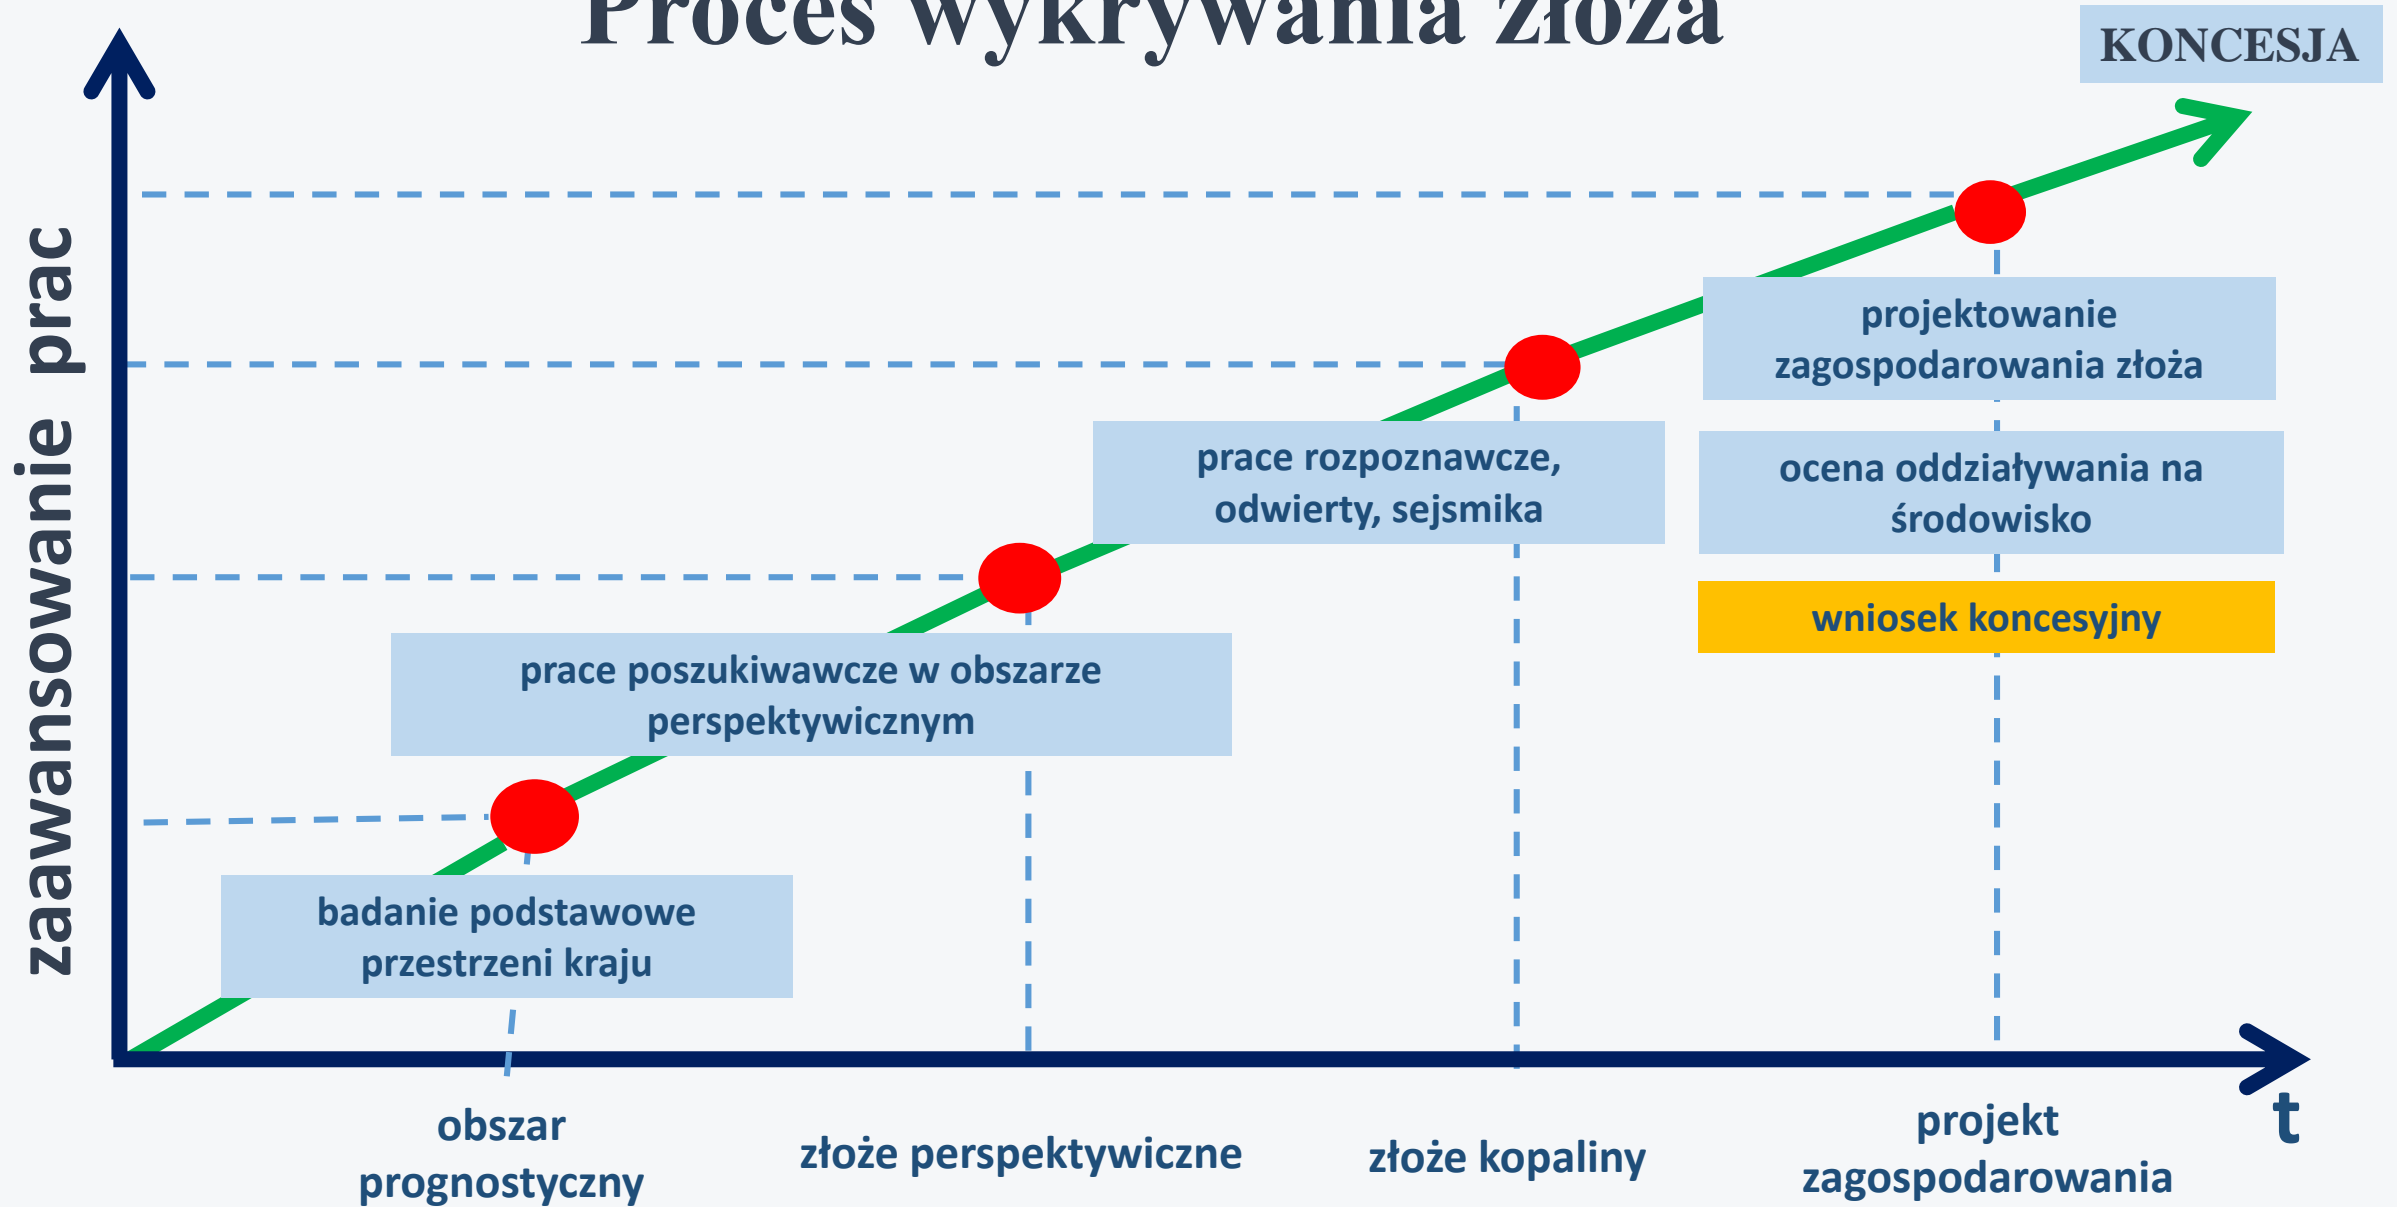 Proces wykrywania złoża
KONCESJA
zaawansowanie prac
projektowanie
zagospodarowania złoża
prace rozpoznawcze,
odwierty, sejsmika
ocena oddziaływania na
środowisko
wniosek koncesyjny
prace poszukiwawcze w obszarze
perspektywicznym
badanie podstawowe
przestrzeni kraju
obszar
prognostyczny
złoże perspektywiczne
złoże kopaliny
projekt
zagospodarowania
t